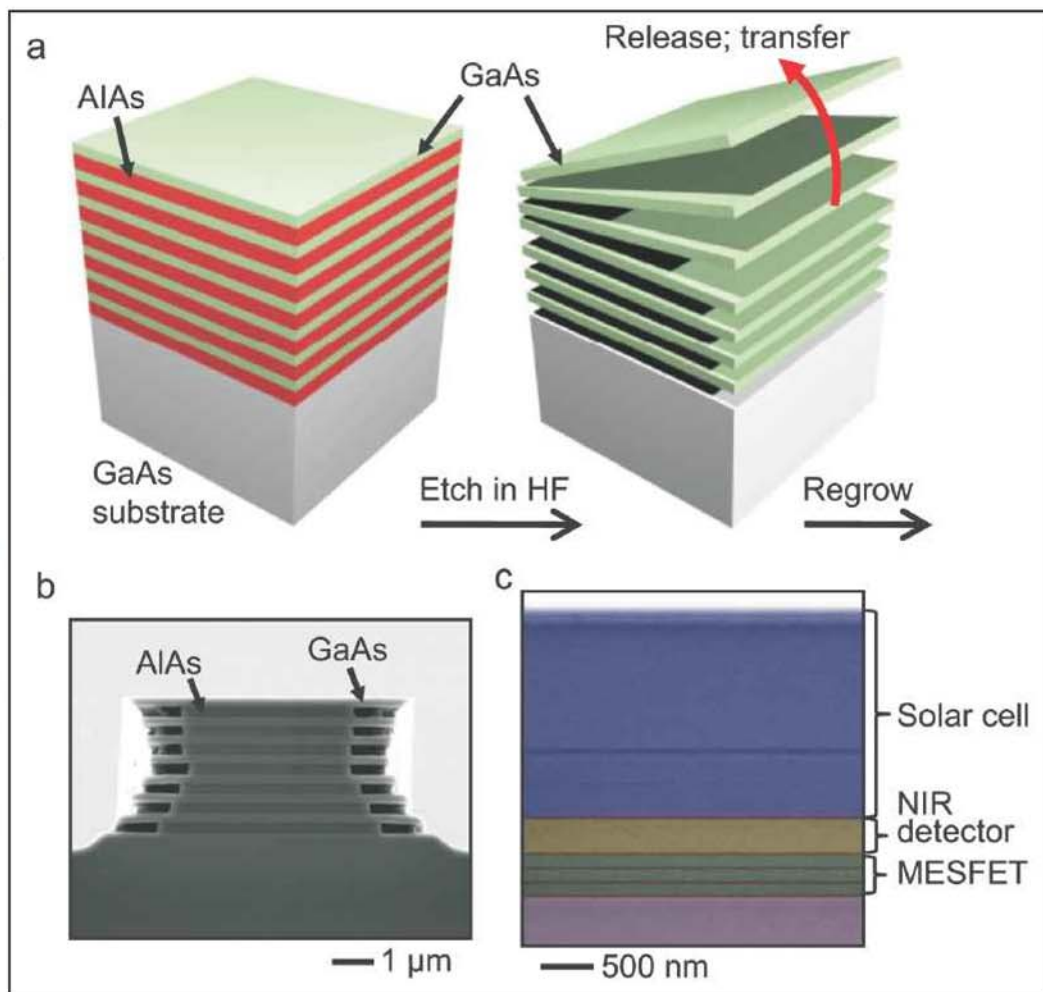 a
Release; transfer
AlAs
GaAs
GaAs
substrate
Etch in HF
Regrow
b
AlAs
GaAs
1 µm
c
Solar cell
NIR
detector
MESFET
500 nm